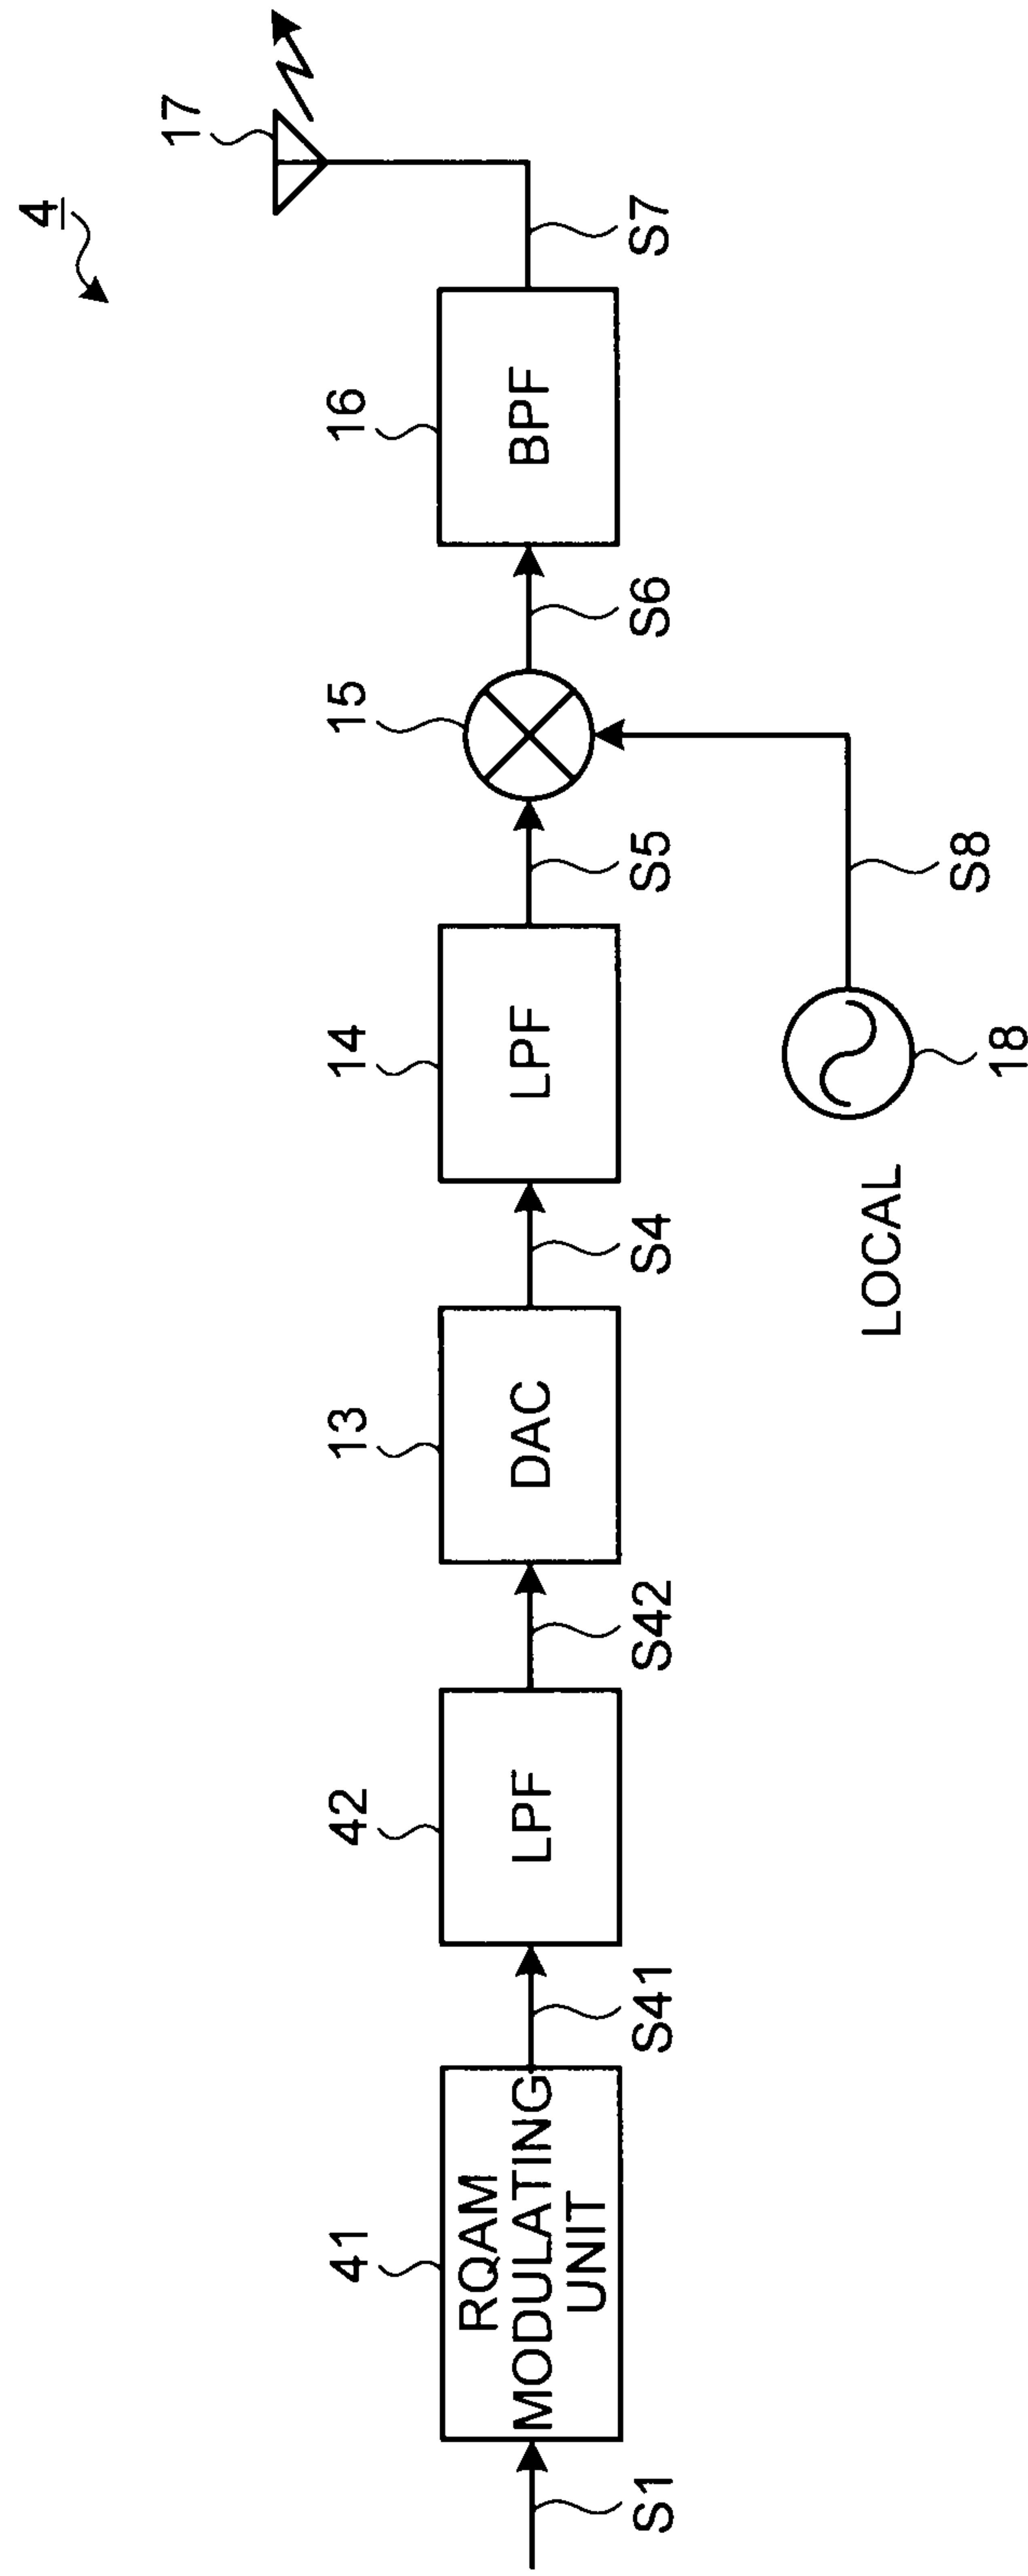 4
17
41
42
13
14
15
16
RQAM
MODULATING
UNIT
LPF
DAC
LPF
BPF
S1
S41
S42
S4
S5
S6
S7
S8
LOCAL
18